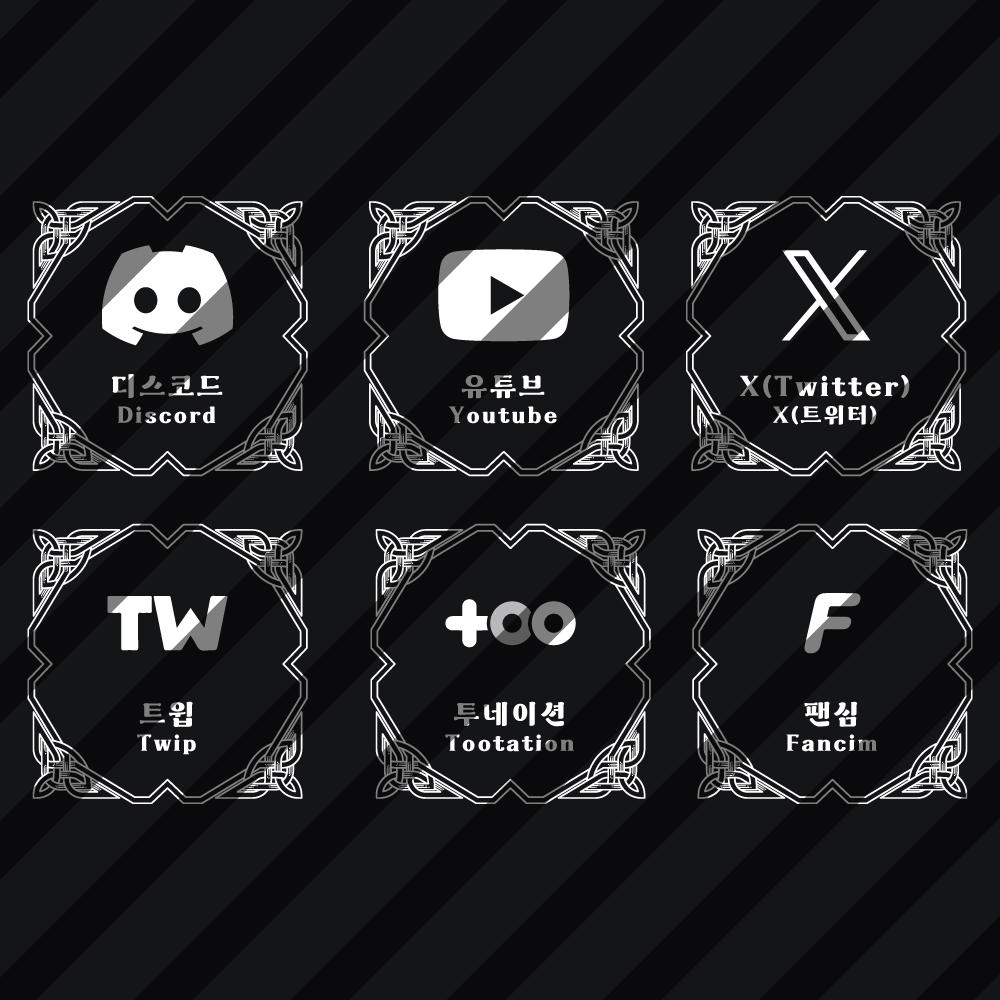 디스코드
Discord
유튜브
Youtube
X(Twitter)
X(트위터)
TW
트윕
Twip
투네이션
Tootation
F
팬심
Fancim